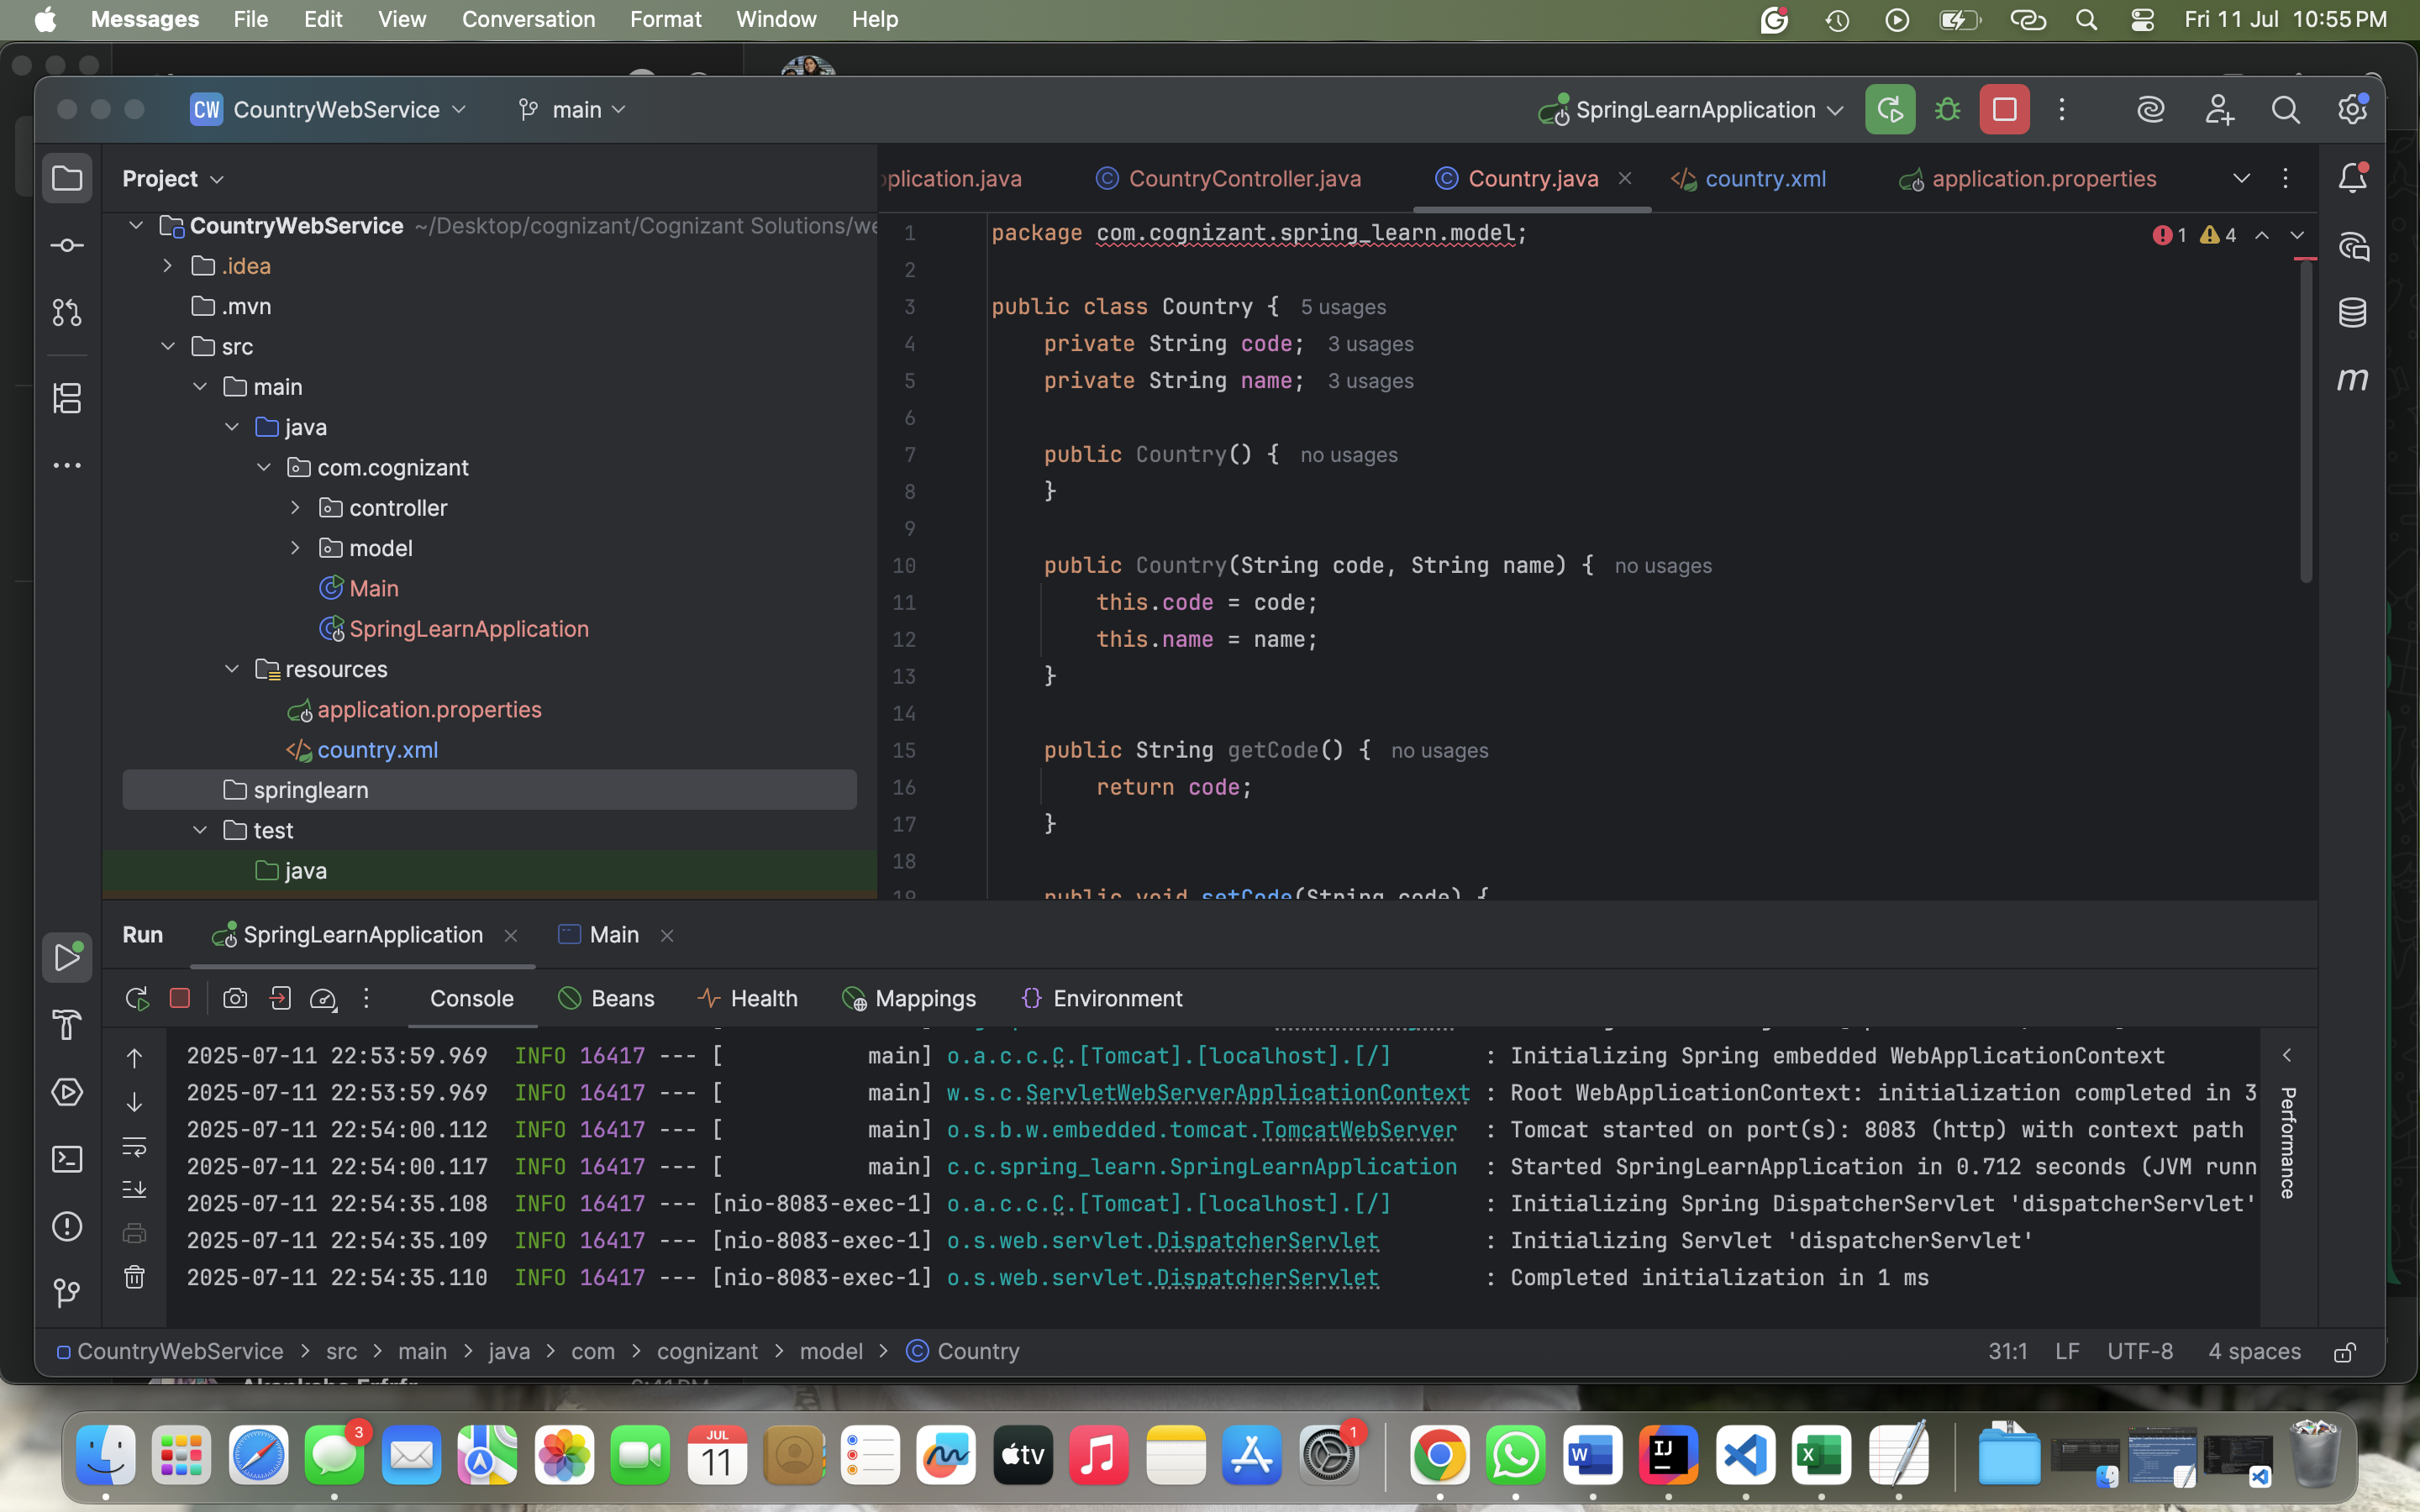 Messages File Edit View Conversation Format Window Help Fri 11 Jul 10:55 PM
CW CountryWebService main SpringLearnApplication
Project
CountryWebService ~/Desktop/cognizant/Cognizant Solutions/we
.idea
.mvn
src
main
java
com.cognizant
controller
model
Main
SpringLearnApplication
resources
application.properties
country.xml
springlearn
test
java
plication.java CountryController.java Country.java country.xml application.properties
1 4
1 package com.cognizant.spring_learn.model;
2
3 public class Country { 5 usages
4 private String code; 3 usages
5 private String name; 3 usages
6
7 public Country() { no usages
8 }
9
10 public Country(String code, String name) { no usages
11 this.code = code;
12 this.name = name;
13 }
14
15 public String getCode() { no usages
16 return code;
17 }
18
19 public void setCode(String code) {
Run SpringLearnApplication Main
Console Beans Health Mappings Environment
2025-07-11 22:53:59.969 INFO 16417 --- [ main] o.a.c.c.C.[Tomcat].[localhost].[/] : Initializing Spring embedded WebApplicationContext
2025-07-11 22:53:59.969 INFO 16417 --- [ main] w.s.c.ServletWebServerApplicationContext : Root WebApplicationContext: initialization completed in 3
2025-07-11 22:54:00.112 INFO 16417 --- [ main] o.s.b.w.embedded.tomcat.TomcatWebServer : Tomcat started on port(s): 8083 (http) with context path
2025-07-11 22:54:00.117 INFO 16417 --- [ main] c.c.spring_learn.SpringLearnApplication : Started SpringLearnApplication in 0.712 seconds (JVM runn
2025-07-11 22:54:35.108 INFO 16417 --- [nio-8083-exec-1] o.a.c.c.C.[Tomcat].[localhost].[/] : Initializing Spring DispatcherServlet 'dispatcherServlet'
2025-07-11 22:54:35.109 INFO 16417 --- [nio-8083-exec-1] o.s.web.servlet.DispatcherServlet : Initializing Servlet 'dispatcherServlet'
2025-07-11 22:54:35.110 INFO 16417 --- [nio-8083-exec-1] o.s.web.servlet.DispatcherServlet : Completed initialization in 1 ms
Performance
CountryWebService > src > main > java > com > cognizant > model > Country
31:1 LF UTF-8 4 spaces
3
JUL
11
tv
1
W
IJ
X